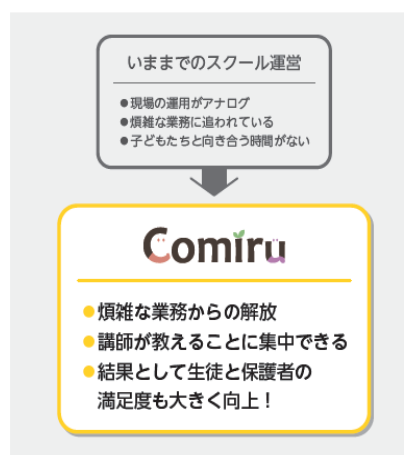 いままでのスクール運営
●現場の運用がアナログ
●煩雑な業務に追われている
●子どもたちと向き合う時間がない
Comiru
●煩雑な業務からの解放
●講師が教えることに集中できる
●結果として生徒と保護者の
満足度も大きく向上！